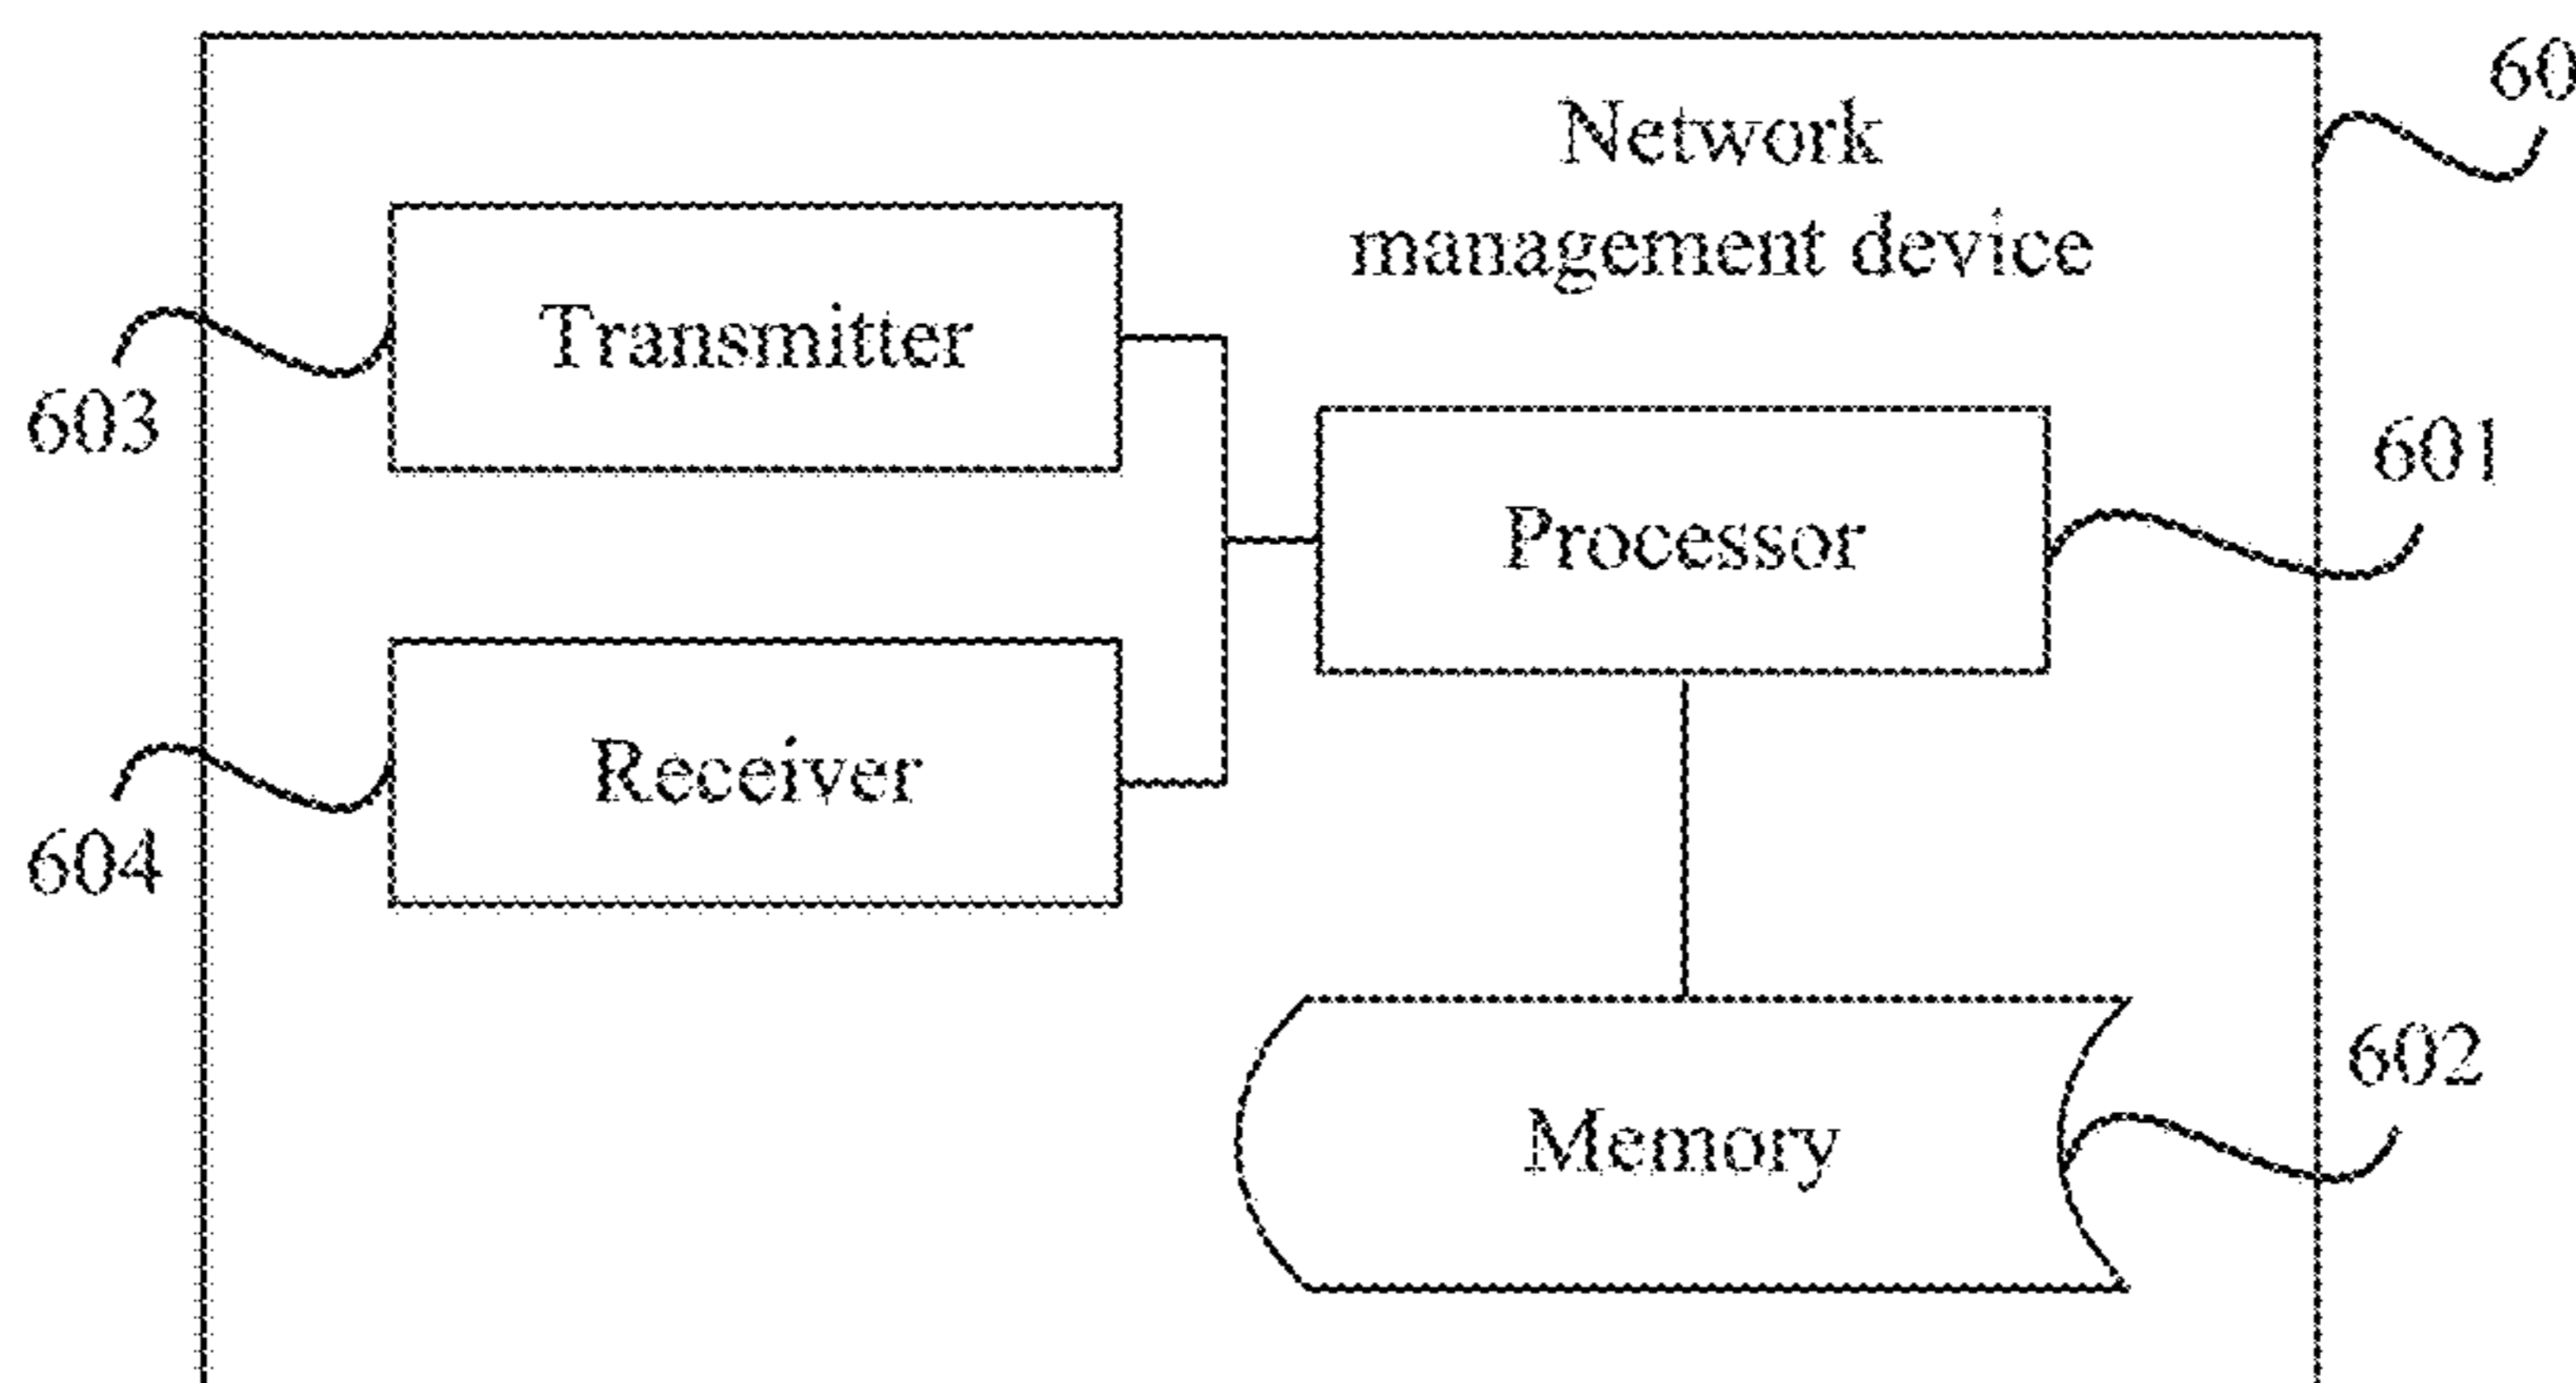 60
Network
management device
Transmitter
603
601
Processor
Receiver
604
602
Memory